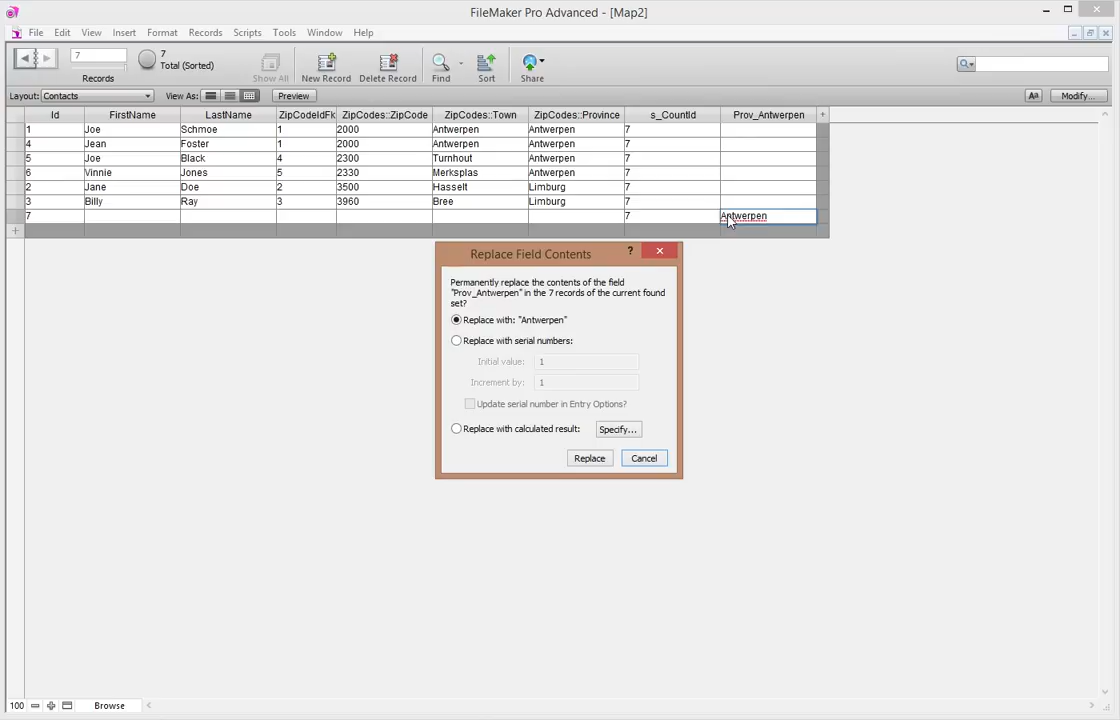 FileMaker Pro Advanced - [Map2]
File Edit View Insert Format Records Scripts Tools Window Help
7
7
Total (Sorted)
Records
Show All
New Record
Delete Record
Find
Sort
Share
Layout: Contacts
View As:
Preview
Aa
Modify...
Id FirstName LastName ZipCodeIdFk ZipCodes::ZipCode ZipCodes::Town ZipCodes::Province s_CountId Prov_Antwerpen +
1 Joe Schmoe 1 2000 Antwerpen Antwerpen 7
4 Jean Foster 1 2000 Antwerpen Antwerpen 7
5 Joe Black 4 2300 Turnhout Antwerpen 7
6 Vinnie Jones 5 2330 Merksplas Antwerpen 7
2 Jane Doe 2 3500 Hasselt Limburg 7
3 Billy Ray 3 3960 Bree Limburg 7
7 7 Antwerpen
+
Replace Field Contents ?
Permanently replace the contents of the field
"Prov_Antwerpen" in the 7 records of the current found
set?
Replace with: "Antwerpen"
Replace with serial numbers:
Initial value: 1
Increment by: 1
Update serial number in Entry Options?
Replace with calculated result: Specify...
Replace Cancel
100 Browse